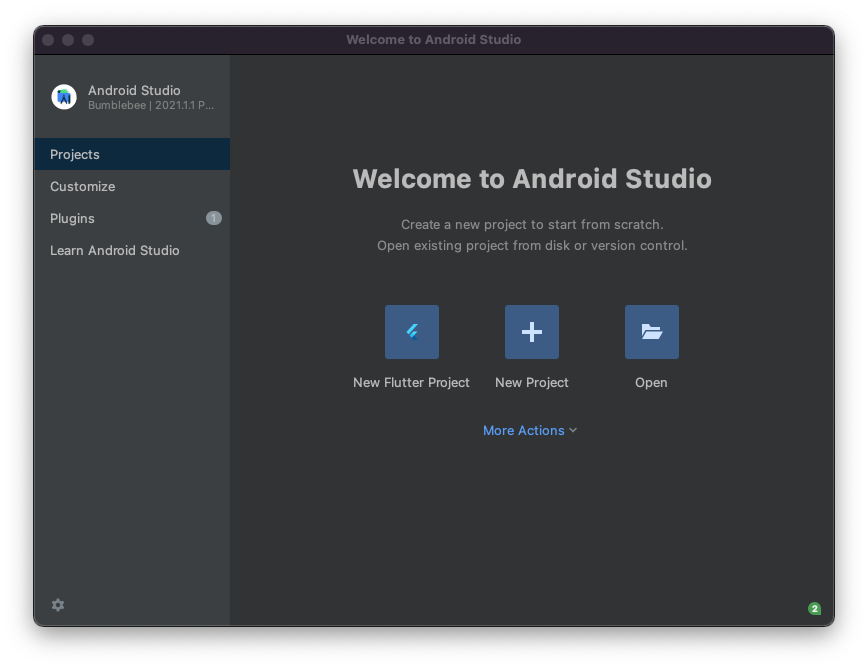 Welcome to Android Studio
Android Studio
Bumblebee | 2021.1.1 P...
Projects
Customize
Plugins
1
Learn Android Studio
Welcome to Android Studio
Create a new project to start from scratch.
Open existing project from disk or version control.
New Flutter Project
New Project
Open
More Actions
2